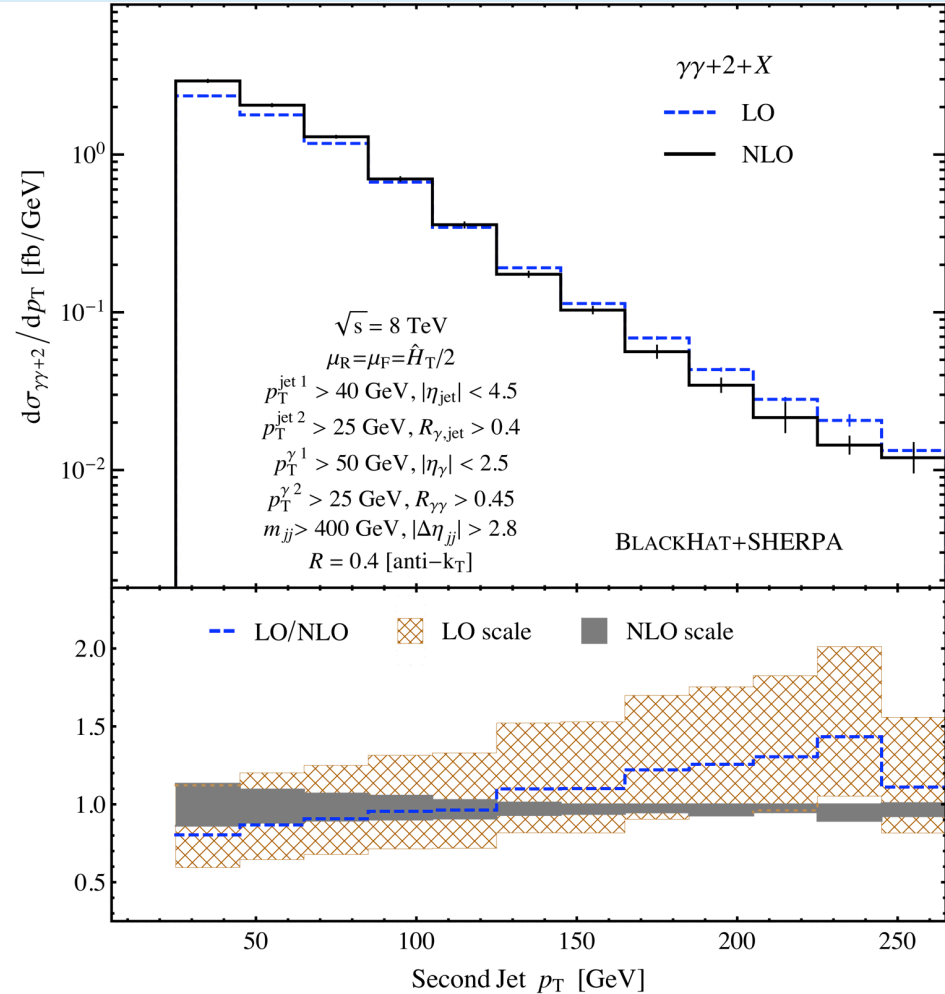 γγ+2+X
LO
NLO
10⁰
10⁻¹
10⁻²
dσ_γγ+2/dp_T [fb/GeV]
√s = 8 TeV
μ_R=μ_F=Ĥ_T/2
p_T^jet 1 > 40 GeV, |η_jet| < 4.5
p_T^jet 2 > 25 GeV, R_γ,jet > 0.4
p_T^γ 1 > 50 GeV, |η_γ| < 2.5
p_T^γ 2 > 25 GeV, R_γγ > 0.45
m_jj> 400 GeV, |Δη_jj| > 2.8
R = 0.4 [anti−k_T]
BLACKHAT+SHERPA
LO/NLO LO scale NLO scale
2.0
1.5
1.0
0.5
50 100 150 200 250
Second Jet p_T [GeV]